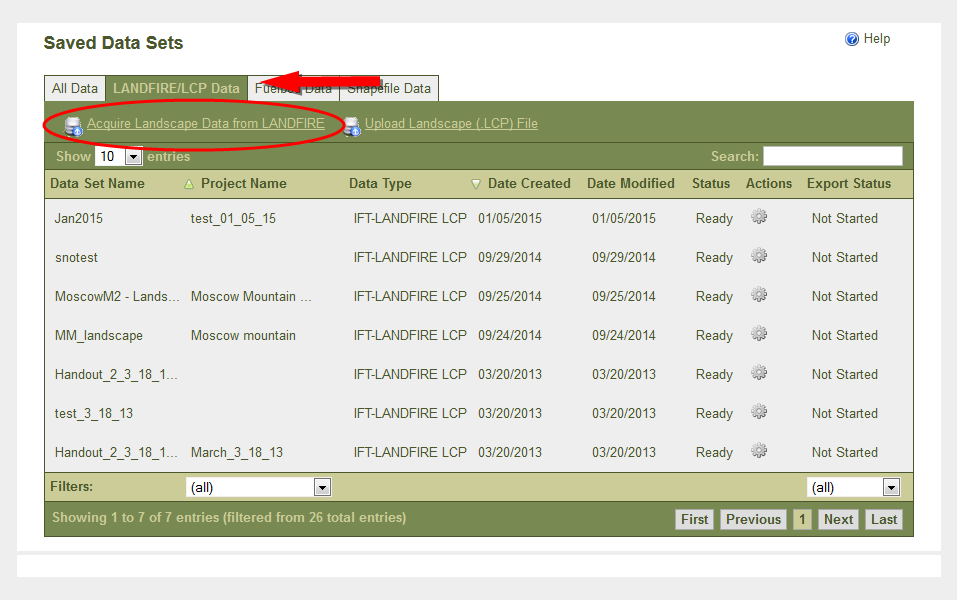 Saved Data Sets
Help
All Data LANDFIRE/LCP Data Fuelbed Data Shapefile Data
Acquire Landscape Data from LANDFIRE Upload Landscape (.LCP) File
Show 10 entries Search:
Data Set Name Project Name Data Type Date Created Date Modified Status Actions Export Status
Jan2015 test_01_05_15 IFT-LANDFIRE LCP 01/05/2015 01/05/2015 Ready Not Started
snotest IFT-LANDFIRE LCP 09/29/2014 09/29/2014 Ready Not Started
MoscowM2 - Lands... Moscow Mountain ... IFT-LANDFIRE LCP 09/25/2014 09/25/2014 Ready Not Started
MM_landscape Moscow mountain IFT-LANDFIRE LCP 09/24/2014 09/24/2014 Ready Not Started
Handout_2_3_18_1... IFT-LANDFIRE LCP 03/20/2013 03/20/2013 Ready Not Started
test_3_18_13 IFT-LANDFIRE LCP 03/20/2013 03/20/2013 Ready Not Started
Handout_2_3_18_1... March_3_18_13 IFT-LANDFIRE LCP 03/20/2013 03/20/2013 Ready Not Started
Filters: (all) (all)
Showing 1 to 7 of 7 entries (filtered from 26 total entries) First Previous 1 Next Last